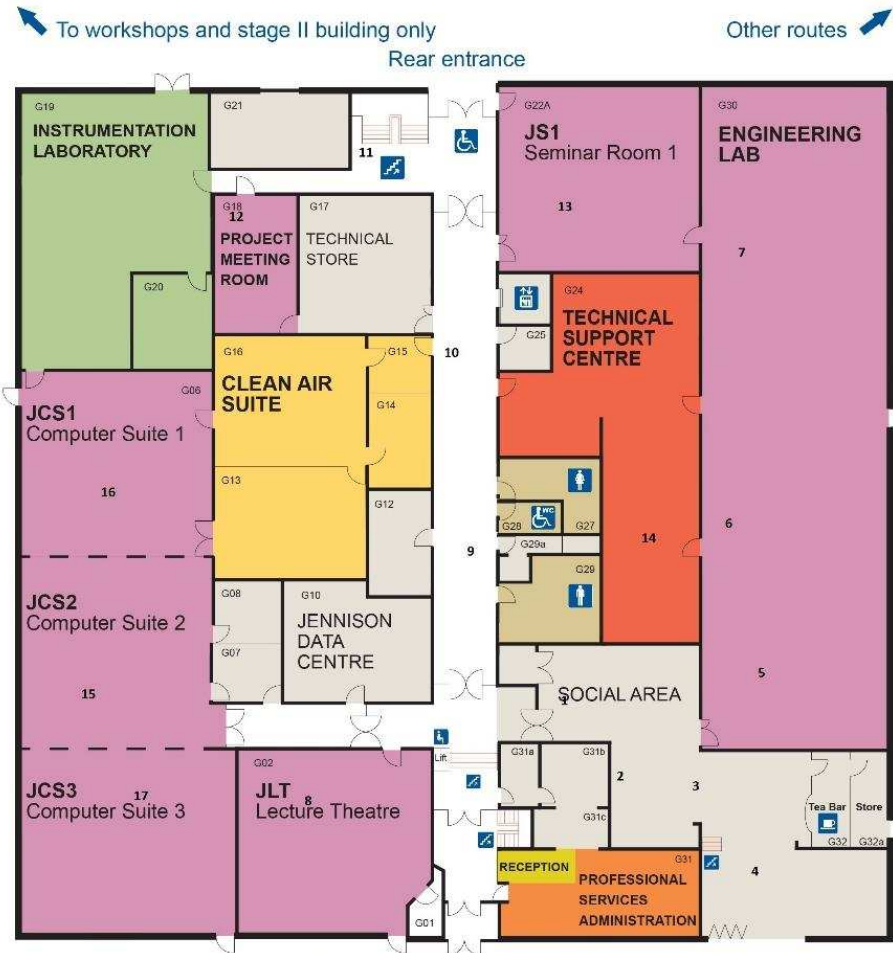 To workshops and stage II building only
Other routes
Rear entrance
G19
INSTRUMENTATION
LABORATORY
G21
11
G22A
JS1
Seminar Room 1
13
G30
ENGINEERING
LAB
7
G18
12
PROJECT
MEETING
ROOM
G17
TECHNICAL
STORE
G20
G24
TECHNICAL
SUPPORT
CENTRE
G25
10
G16
CLEAN AIR
SUITE
G15
G14
G13
G12
G06
JCS1
Computer Suite 1
16
9
G28
WC
G27
G29a
G29
14
6
JCS2
Computer Suite 2
15
G08
G07
G10
JENNISON
DATA
CENTRE
5
SOCIAL AREA
1
G31a
G31b
2
3
G31c
Lift
JCS3
Computer Suite 3
17
G02
JLT
8
Lecture Theatre
Tea Bar
Store
G32
G32a
4
RECEPTION
G31
PROFESSIONAL
SERVICES
ADMINISTRATION
G01